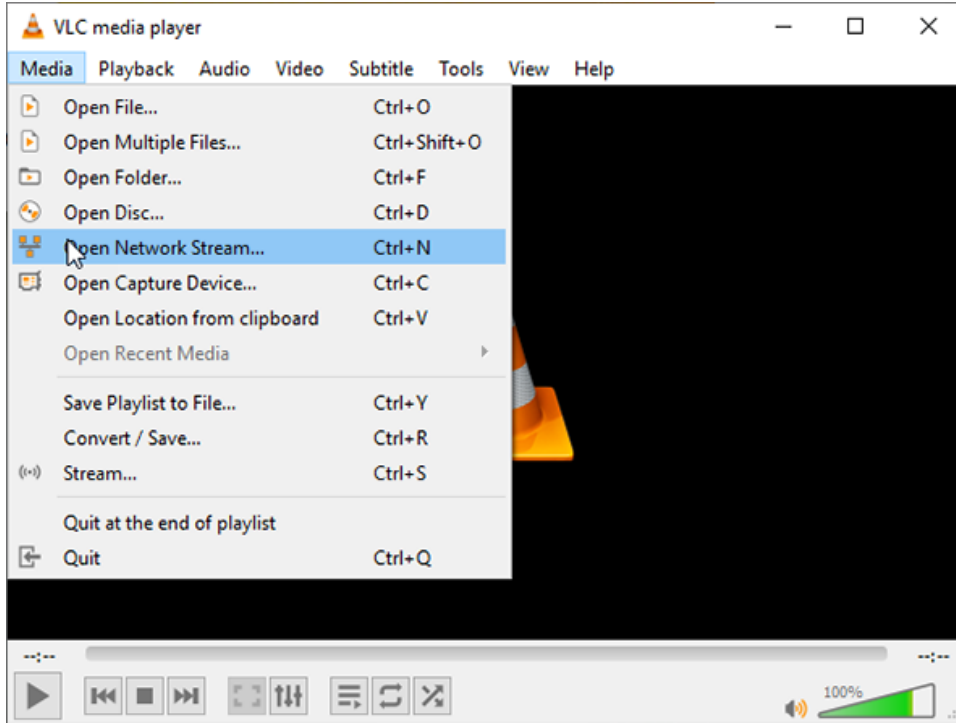 VLC media player
Media Playback Audio Video Subtitle Tools View Help
Open File... Ctrl+O
Open Multiple Files... Ctrl+Shift+O
Open Folder... Ctrl+F
Open Disc... Ctrl+D
Open Network Stream... Ctrl+N
Open Capture Device... Ctrl+C
Open Location from clipboard Ctrl+V
Open Recent Media
Save Playlist to File... Ctrl+Y
Convert / Save... Ctrl+R
Stream... Ctrl+S
Quit at the end of playlist
Quit Ctrl+Q
--:-- --:--
100%